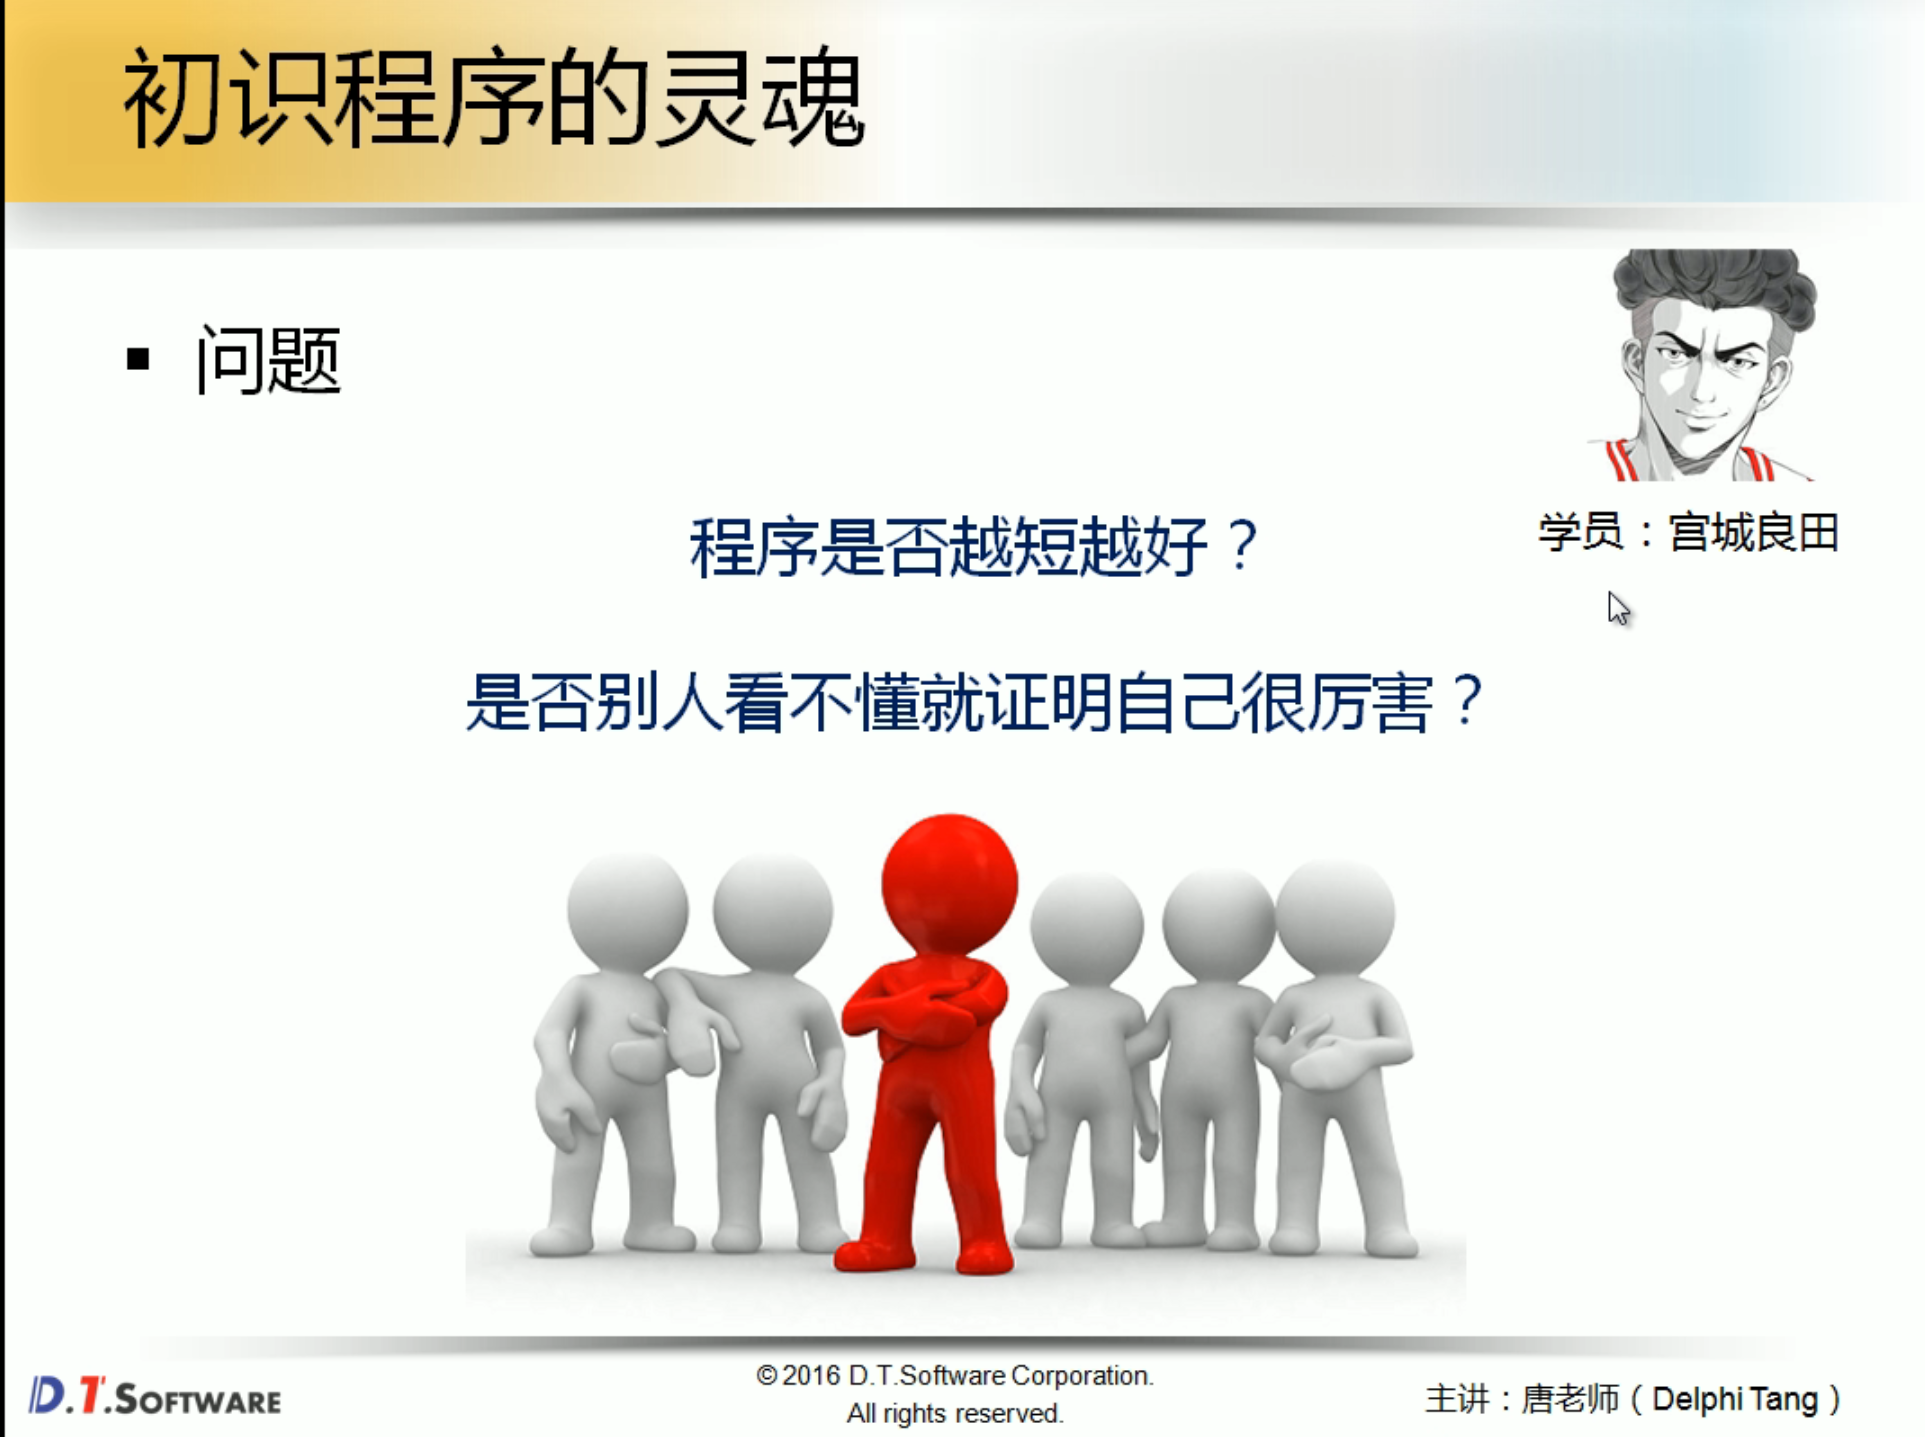 初识程序的灵魂
▪ 问题
学员：宫城良田
程序是否越短越好？
是否别人看不懂就证明自己很厉害？
D.T.SOFTWARE
© 2016 D.T.Software Corporation.
All rights reserved.
主讲：唐老师（Delphi Tang）